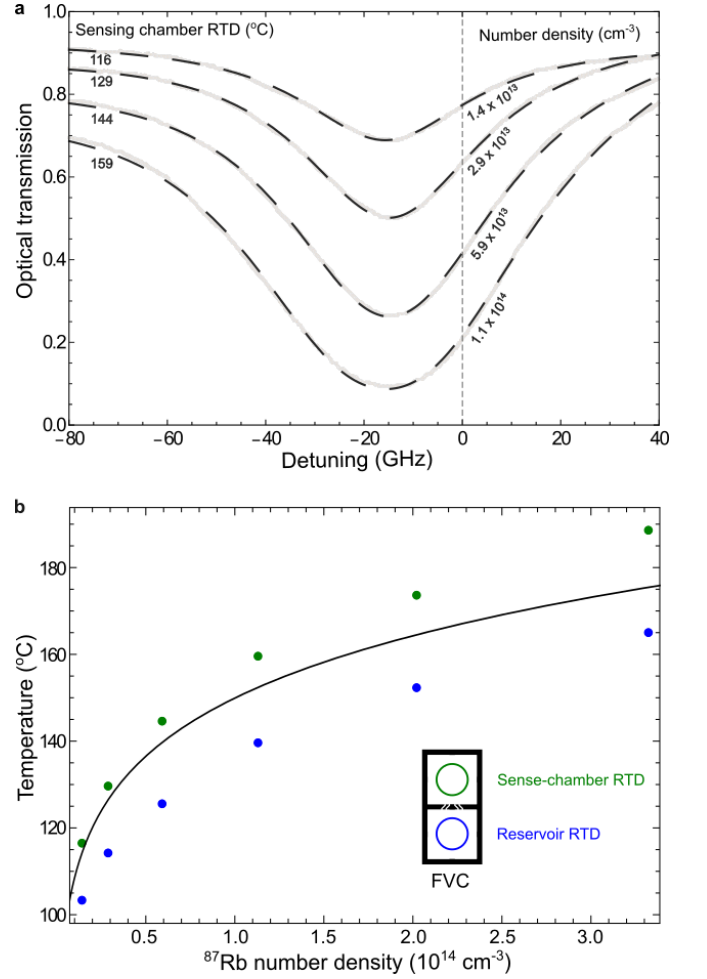 a
Sensing chamber RTD (°C)
Number density (cm⁻³)
116
129
144
159
1.4 x 10¹³
2.9 x 10¹³
5.9 x 10¹³
1.1 x 10¹⁴
Optical transmission
1.0
0.8
0.6
0.4
0.2
0.0
−80
−60
−40
−20
0
20
40
Detuning (GHz)
b
Temperature (°C)
180
160
140
120
100
Sense-chamber RTD
Reservoir RTD
FVC
0.5
1.0
1.5
2.0
2.5
3.0
⁸⁷Rb number density (10¹⁴ cm⁻³)